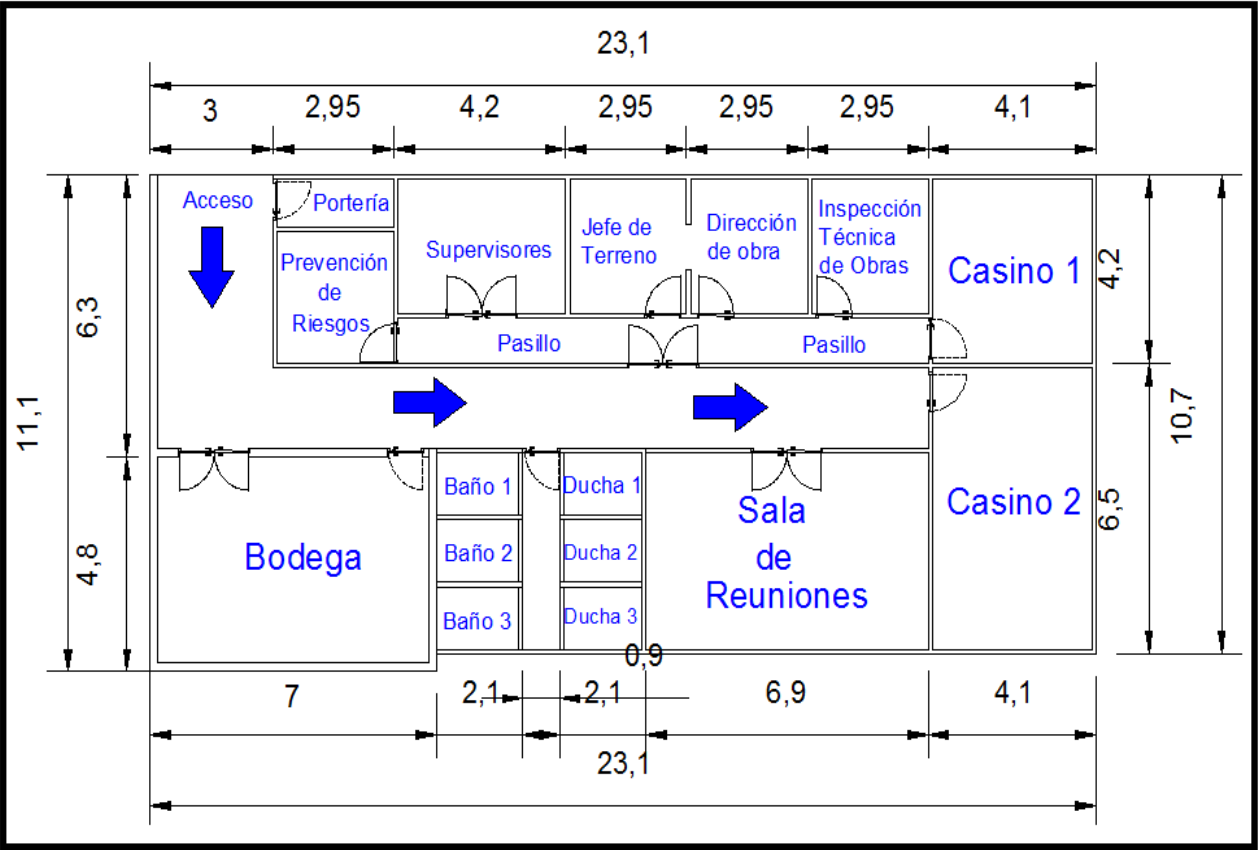 23,1
3
2,95
4,2
2,95
2,95
2,95
4,1
Acceso
Portería
Prevención
de
Riesgos
Supervisores
Jefe de
Terreno
Dirección
de obra
Inspección
Técnica
de Obras
Casino 1
4,2
6,3
Pasillo
Pasillo
11,1
10,7
4,8
Bodega
Baño 1
Baño 2
Baño 3
Ducha 1
Ducha 2
Ducha 3
Sala
de
Reuniones
Casino 2
6,5
0,9
7
2,1
2,1
6,9
4,1
23,1